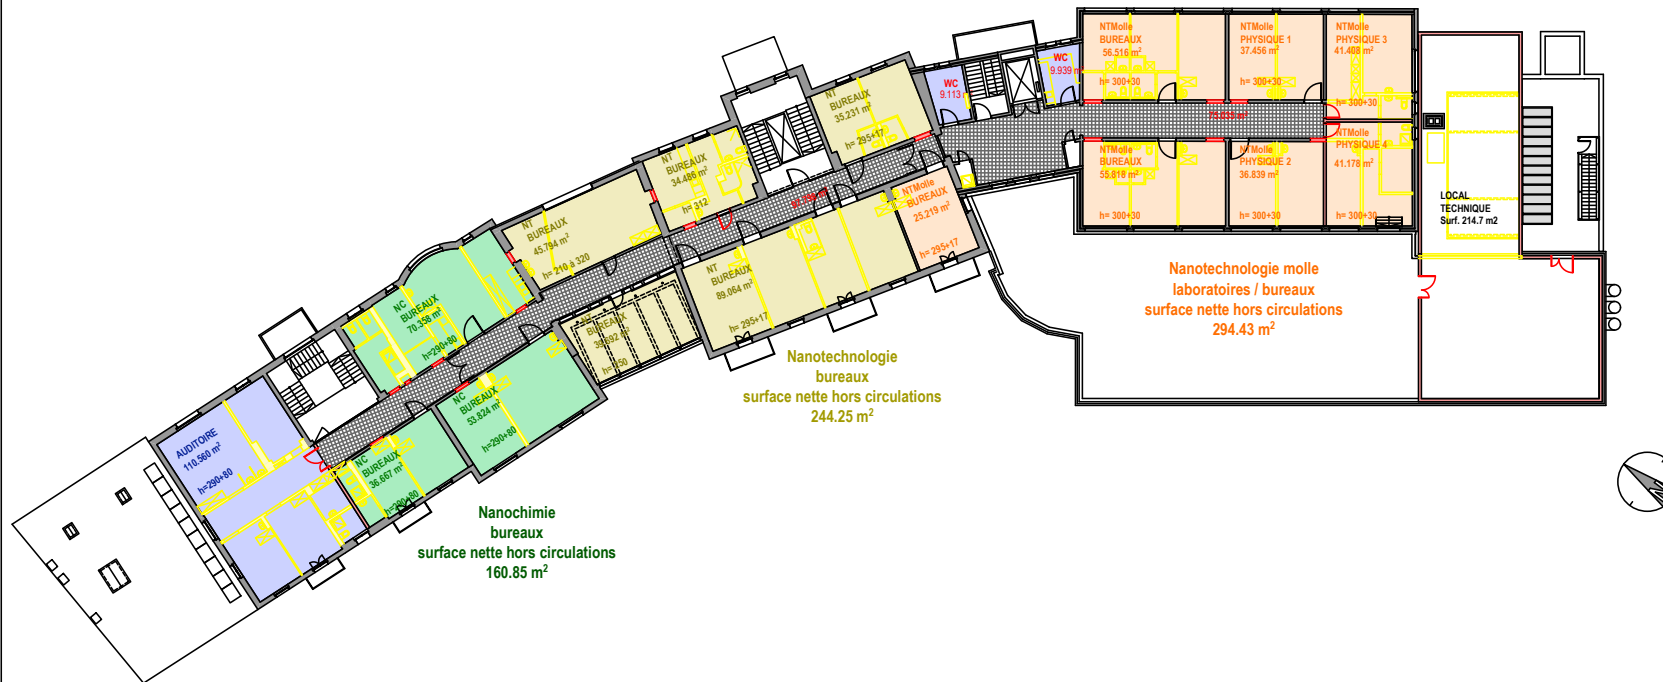 NTMolle
BUREAUX
56.516 m²
h= 300+30
NTMolle
PHYSIQUE 1
37.456 m²
h= 300+30
NTMolle
PHYSIQUE 3
41.408 m²
h= 300+30
WC
9.939 m
WC
9.113
NT
BUREAUX
35.231 m²
h= 295+17
NTMolle
BUREAUX
55.818 m²
h= 300+30
NTMolle
PHYSIQUE 2
36.839 m²
h= 300+30
NTMolle
PHYSIQUE 4
41.178 m²
h= 300+30
LOCAL
TECHNIQUE
Surf. 214.7 m2
NT
BUREAUX
34.486 m²
h= 312
NTMolle
BUREAUX
25.219 m²
h= 295+17
NT
BUREAUX
45.794 m²
h= 210 à 320
NT
BUREAUX
89.064 m²
h= 295+17
NC
BUREAUX
70.358 m²
h=290+80
BUREAUX
NC
BUREAUX
53.824 m²
h=290+80
AUDITOIRE
110.560 m²
h=290+80
NC
BUREAUX
36.667 m²
h=290+80
Nanotechnologie molle
laboratoires / bureaux
surface nette hors circulations
294.43 m²
Nanotechnologie
bureaux
surface nette hors circulations
244.25 m²
Nanochimie
bureaux
surface nette hors circulations
160.85 m²